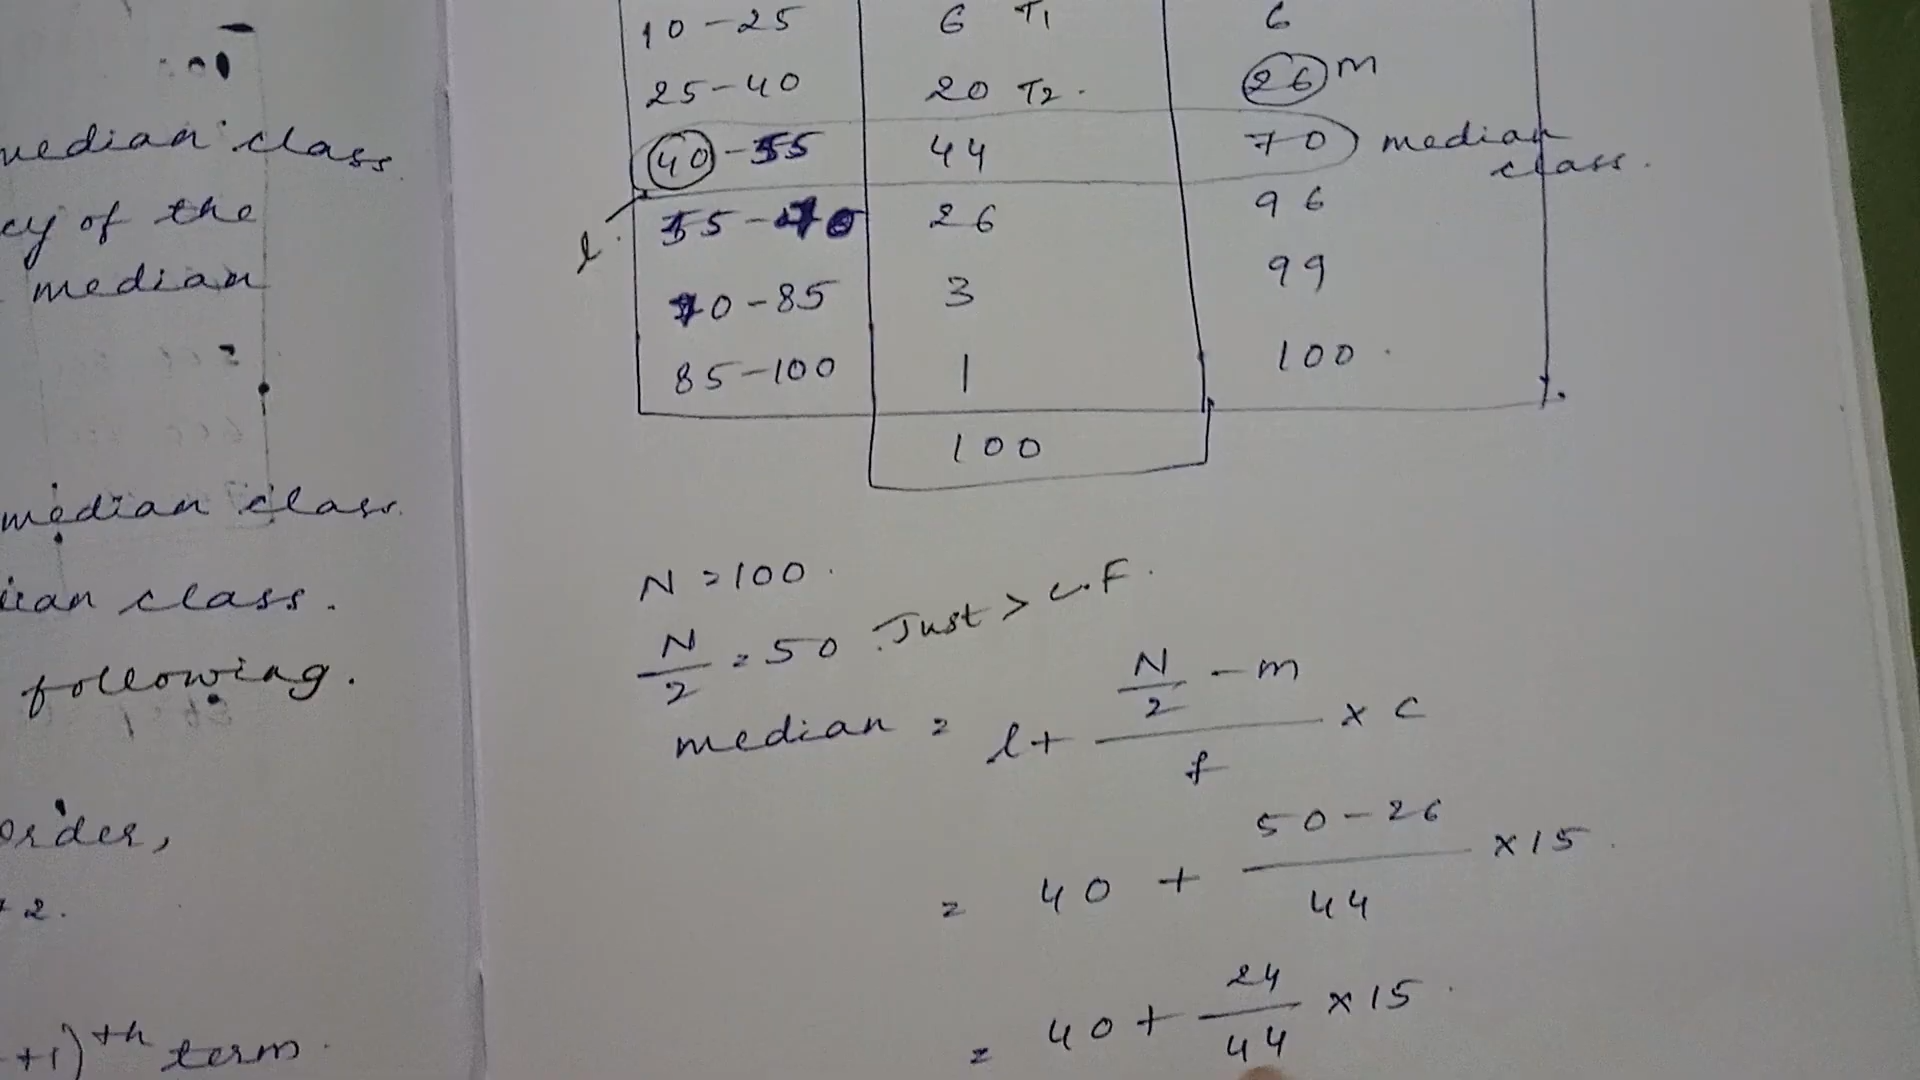 median class.
cy of the
median
median class.
ian class.
following.
order,
2.
+1)th term.
10-25 6 T1 6
25-40 20 T2. 26 m
40-55 44 70 median class.
l. 55-70 26 96
70-85 3 99
85-100 1 100.
100
N = 100.
N/2 = 50. Just > C.F.
median = l + (N/2 - m)/f × c
= 40 + (50-26)/44 × 15.
= 40 + 24/44 × 15.